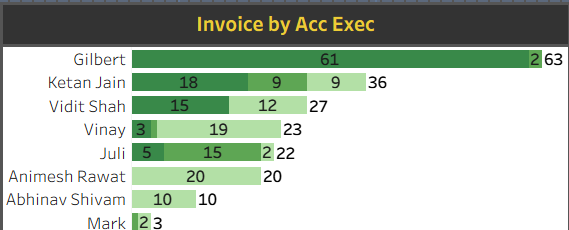 Invoice by Acc Exec
Gilbert 61 2 63
Ketan Jain 18 9 9 36
Vidit Shah 15 12 27
Vinay 3 19 23
Juli 5 15 2 22
Animesh Rawat 20 20
Abhinav Shivam 10 10
Mark 2 3